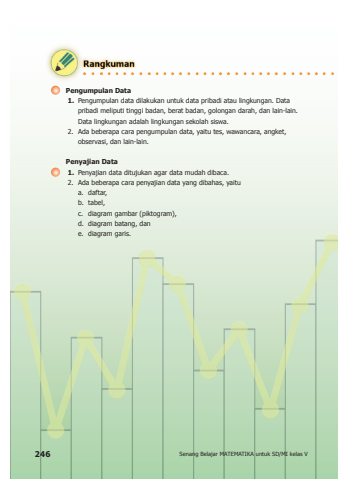 Rangkuman
Pengumpulan Data
1. Pengumpulan data dilakukan untuk data pribadi atau lingkungan. Data
pribadi meliputi tinggi badan, berat badan, golongan darah, dan lain-lain.
Data lingkungan adalah lingkungan sekolah siswa.
2. Ada beberapa cara pengumpulan data, yaitu tes, wawancara, angket,
observasi, dan lain-lain.
Penyajian Data
1. Penyajian data ditujukan agar data mudah dibaca.
2. Ada beberapa cara penyajian data yang dibahas, yaitu
a. daftar,
b. tabel,
c. diagram gambar (piktogram),
d. diagram batang, dan
e. diagram garis.
246
Senang Belajar MATEMATIKA untuk SD/MI kelas V